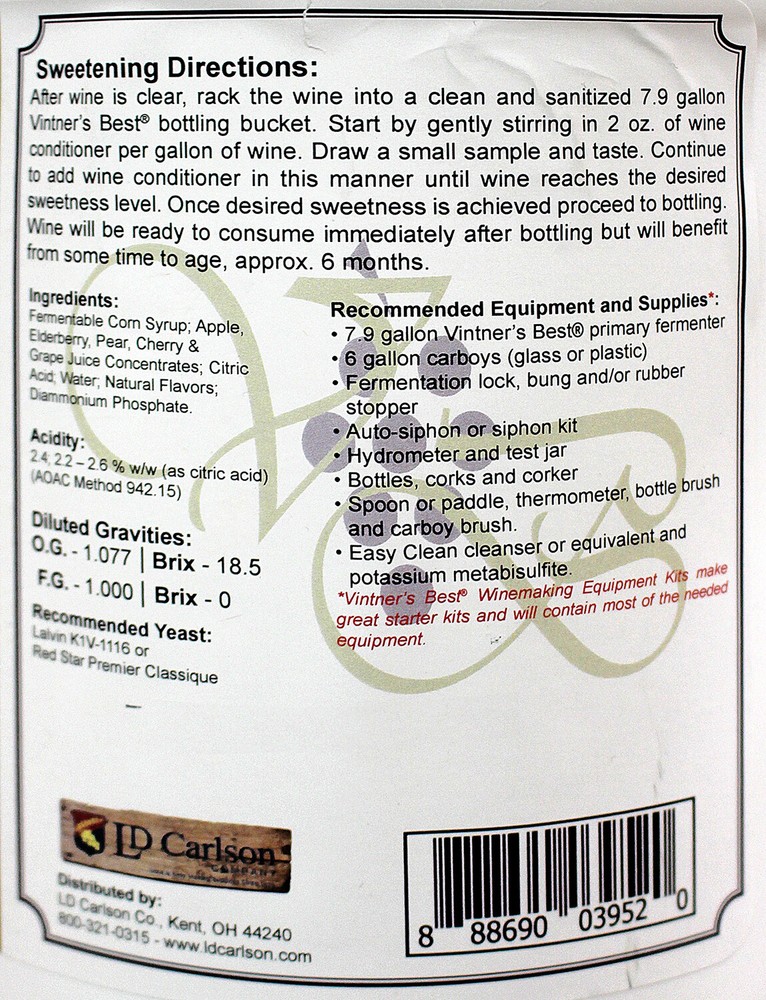 Sweetening Directions:
After wine is clear, rack the wine into a clean and sanitized 7.9 gallon
Vintner's Best® bottling bucket. Start by gently stirring in 2 oz. of wine
conditioner per gallon of wine. Draw a small sample and taste. Continue
to add wine conditioner in this manner until wine reaches the desired
sweetness level. Once desired sweetness is achieved proceed to bottling.
Wine will be ready to consume immediately after bottling but will benefit
from some time to age, approx. 6 months.
Ingredients:
Fermentable Corn Syrup; Apple,
Elderberry, Pear, Cherry &
Grape Juice Concentrates; Citric
Acid; Water; Natural Flavors;
Diammonium Phosphate.
Acidity:
2.4; 2.2 – 2.6 % w/w (as citric acid)
(AOAC Method 942.15)
Diluted Gravities:
O.G. - 1.077 | Brix - 18.5
F.G. - 1.000 | Brix - 0
Recommended Yeast:
Lalvin K1V-1116 or
Red Star Premier Classique
Recommended Equipment and Supplies*:
• 7.9 gallon Vintner's Best® primary fermenter
• 6 gallon carboys (glass or plastic)
• Fermentation lock, bung and/or rubber
stopper
• Auto-siphon or siphon kit
• Hydrometer and test jar
• Bottles, corks and corker
• Spoon or paddle, thermometer, bottle brush
and carboy brush.
• Easy Clean cleanser or equivalent and
potassium metabisulfite.
*Vintner's Best® Winemaking Equipment Kits make
great starter kits and will contain most of the needed
equipment.
LD Carlson
COMPANY
Distributed by:
LD Carlson Co., Kent, OH 44240
800-321-0315 - www.ldcarlson.com
8 88690 03952 0